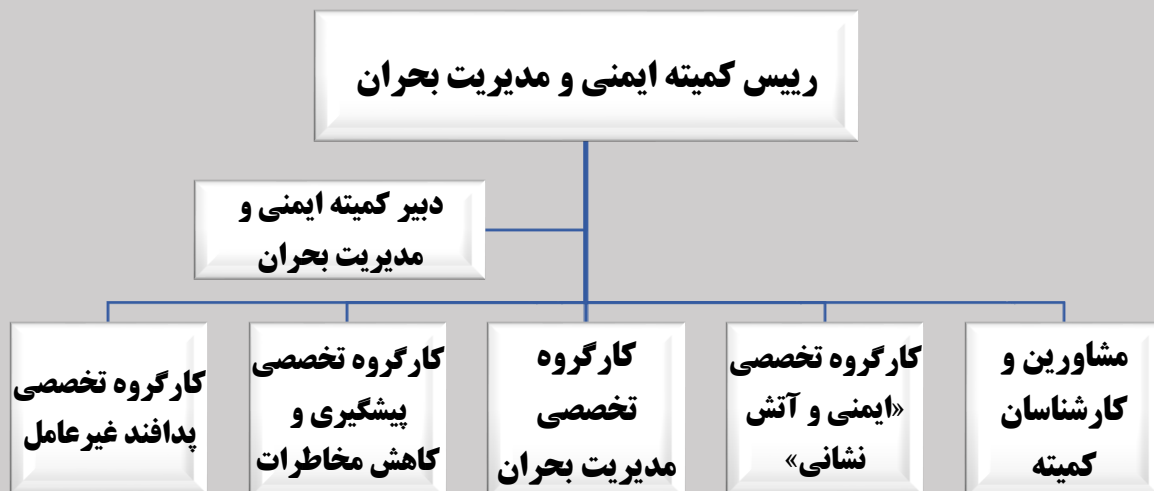 رییس کمیته ایمنی و مدیریت بحران
دبیر کمیته ایمنی و
مدیریت بحران
مشاورین و
کارشناسان
کمیته
کارگروه تخصصی
«ایمنی و آتش
نشانی»
کارگروه
تخصصی
مدیریت بحران
کارگروه تخصصی
پیشگیری و
کاهش مخاطرات
کارگروه تخصصی
پدافند غیرعامل